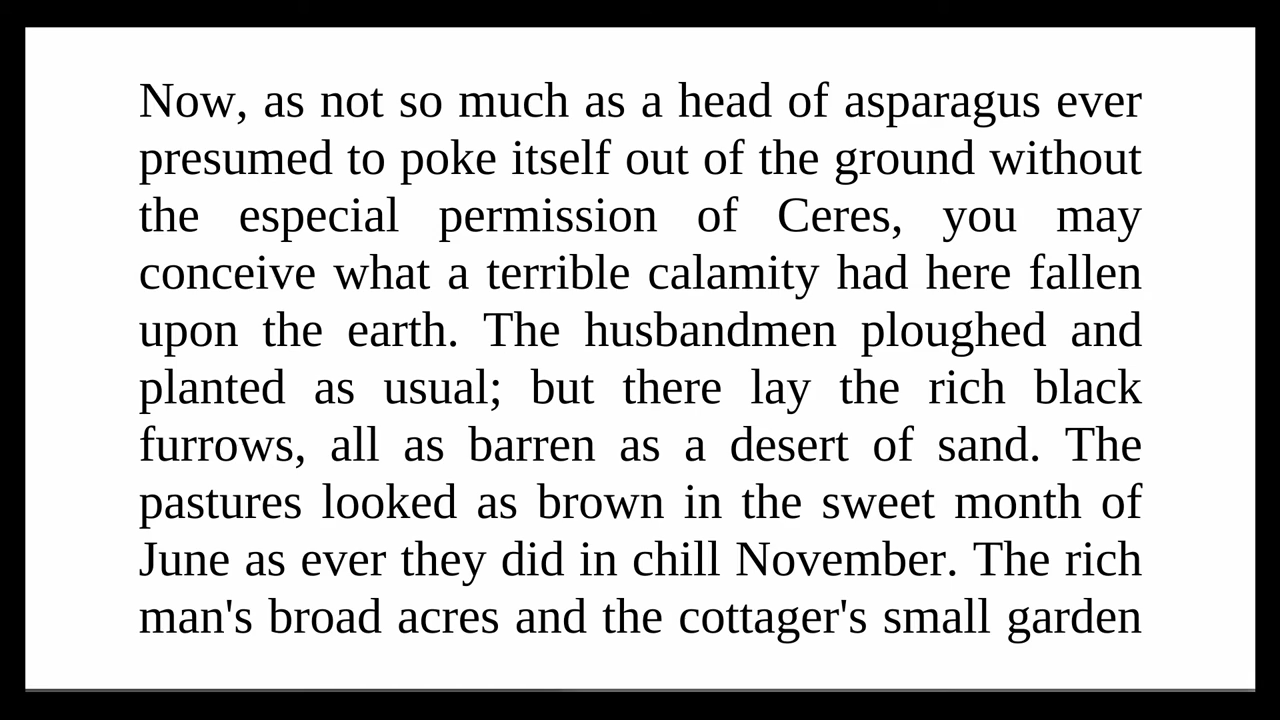 Now, as not so much as a head of asparagus ever
presumed to poke itself out of the ground without
the especial permission of Ceres, you may
conceive what a terrible calamity had here fallen
upon the earth. The husbandmen ploughed and
planted as usual; but there lay the rich black
furrows, all as barren as a desert of sand. The
pastures looked as brown in the sweet month of
June as ever they did in chill November. The rich
man's broad acres and the cottager's small garden